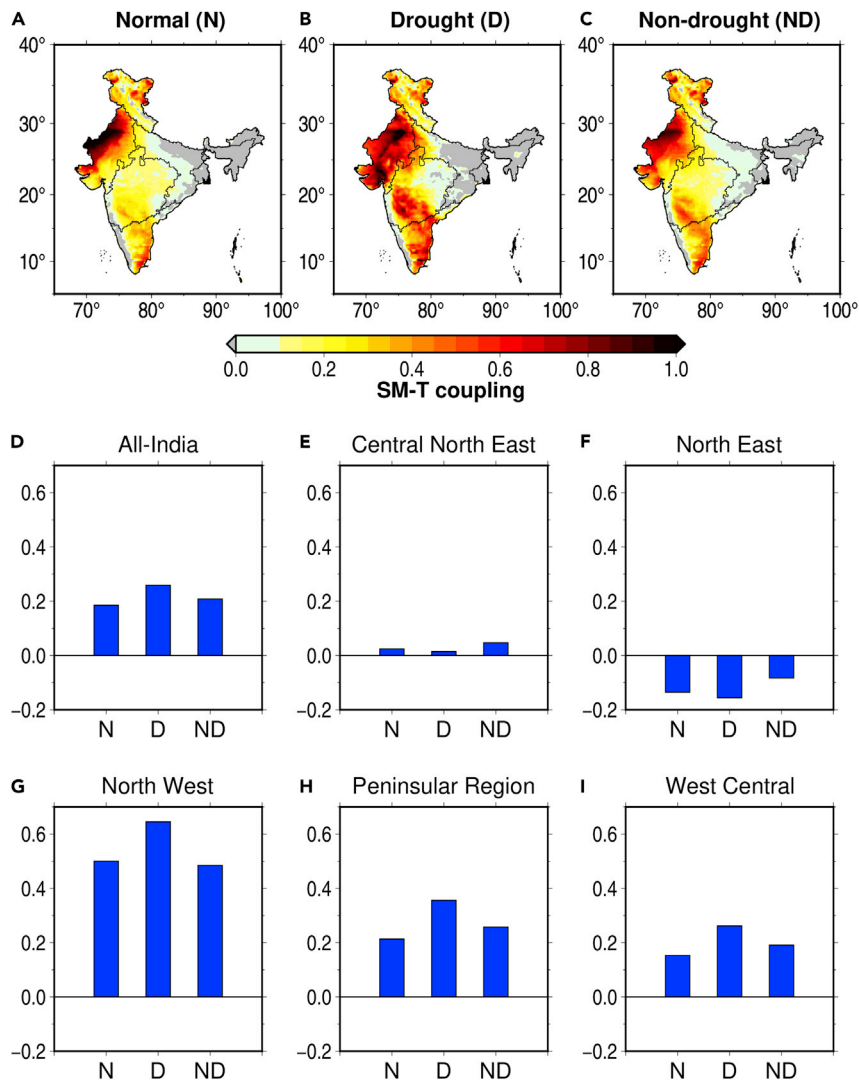 A Normal (N) B Drought (D) C Non-drought (ND)
40° 40° 40°
30° 30° 30°
20° 20° 20°
10° 10° 10°
70° 80° 90° 100° 70° 80° 90° 100° 70° 80° 90° 100°
0.0 0.2 0.4 0.6 0.8 1.0
SM-T coupling
D All-India E Central North East F North East
0.6 0.6 0.6
0.4 0.4 0.4
0.2 0.2 0.2
0.0 0.0 0.0
−0.2 −0.2 −0.2
N D ND N D ND N D ND
G North West H Peninsular Region I West Central
0.6 0.6 0.6
0.4 0.4 0.4
0.2 0.2 0.2
0.0 0.0 0.0
−0.2 −0.2 −0.2
N D ND N D ND N D ND